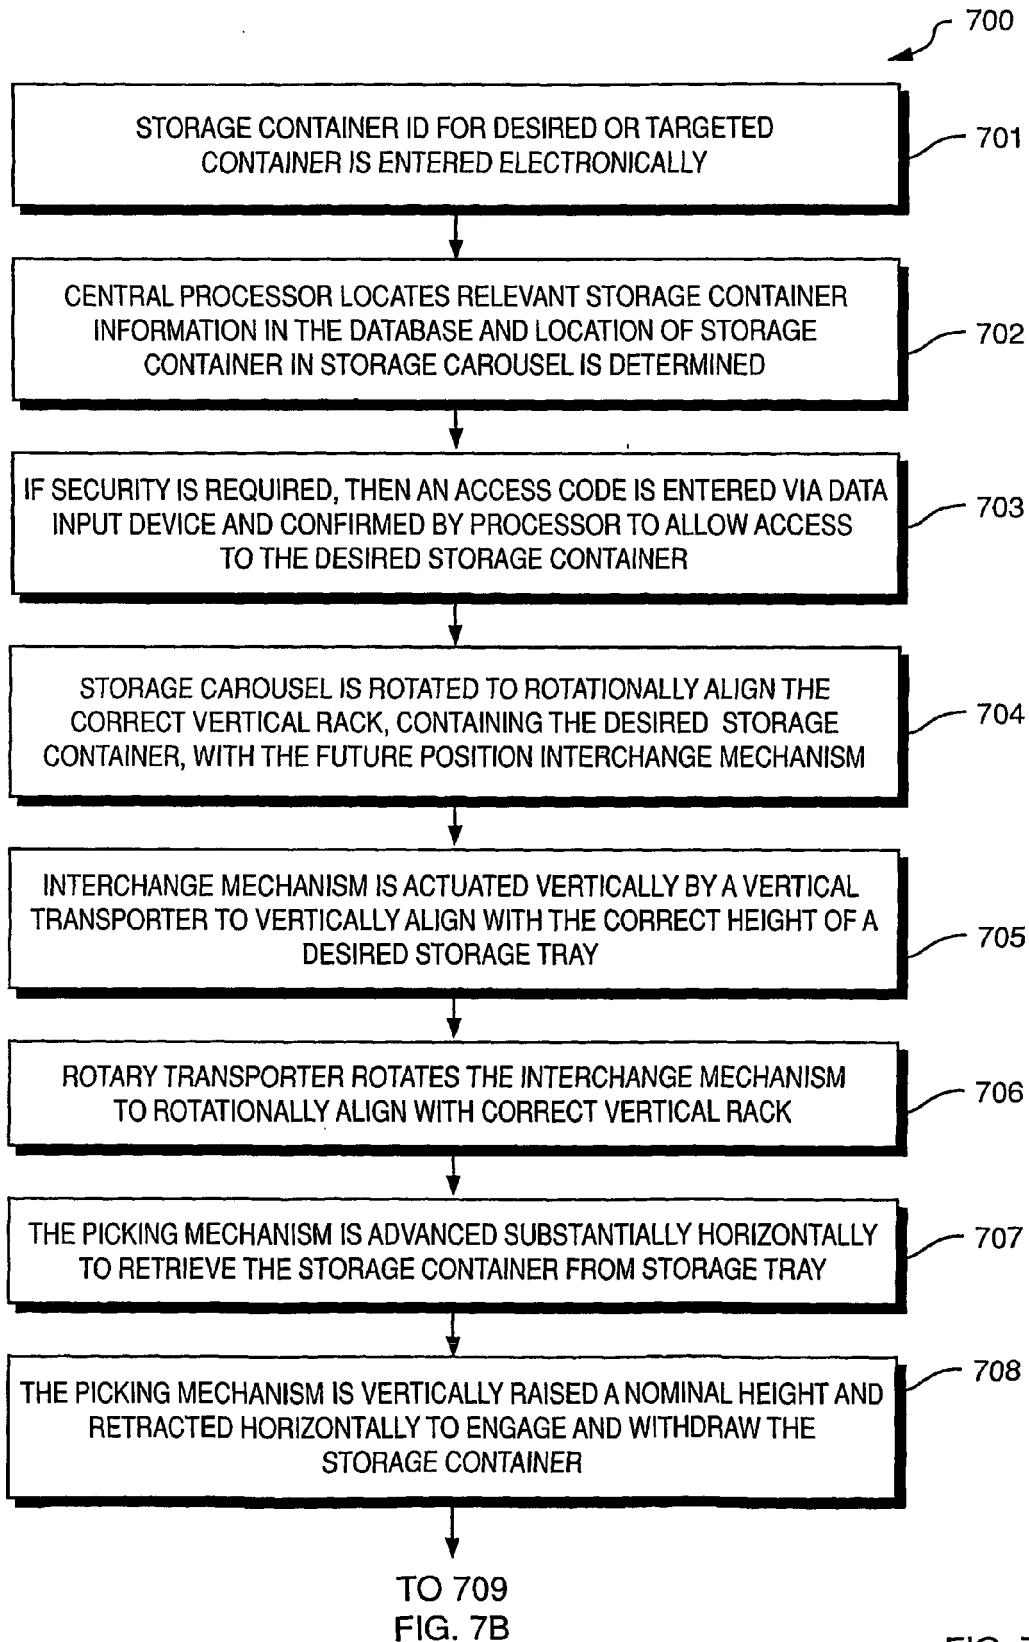 700
STORAGE CONTAINER ID FOR DESIRED OR TARGETED
CONTAINER IS ENTERED ELECTRONICALLY
701
CENTRAL PROCESSOR LOCATES RELEVANT STORAGE CONTAINER
INFORMATION IN THE DATABASE AND LOCATION OF STORAGE
CONTAINER IN STORAGE CAROUSEL IS DETERMINED
702
IF SECURITY IS REQUIRED, THEN AN ACCESS CODE IS ENTERED VIA DATA
INPUT DEVICE AND CONFIRMED BY PROCESSOR TO ALLOW ACCESS
TO THE DESIRED STORAGE CONTAINER
703
STORAGE CAROUSEL IS ROTATED TO ROTATIONALLY ALIGN THE
CORRECT VERTICAL RACK, CONTAINING THE DESIRED STORAGE
CONTAINER, WITH THE FUTURE POSITION INTERCHANGE MECHANISM
704
INTERCHANGE MECHANISM IS ACTUATED VERTICALLY BY A VERTICAL
TRANSPORTER TO VERTICALLY ALIGN WITH THE CORRECT HEIGHT OF A
DESIRED STORAGE TRAY
705
ROTARY TRANSPORTER ROTATES THE INTERCHANGE MECHANISM
TO ROTATIONALLY ALIGN WITH CORRECT VERTICAL RACK
706
THE PICKING MECHANISM IS ADVANCED SUBSTANTIALLY HORIZONTALLY
TO RETRIEVE THE STORAGE CONTAINER FROM STORAGE TRAY
707
THE PICKING MECHANISM IS VERTICALLY RAISED A NOMINAL HEIGHT AND
RETRACTED HORIZONTALLY TO ENGAGE AND WITHDRAW THE
STORAGE CONTAINER
708
TO 709
FIG. 7B